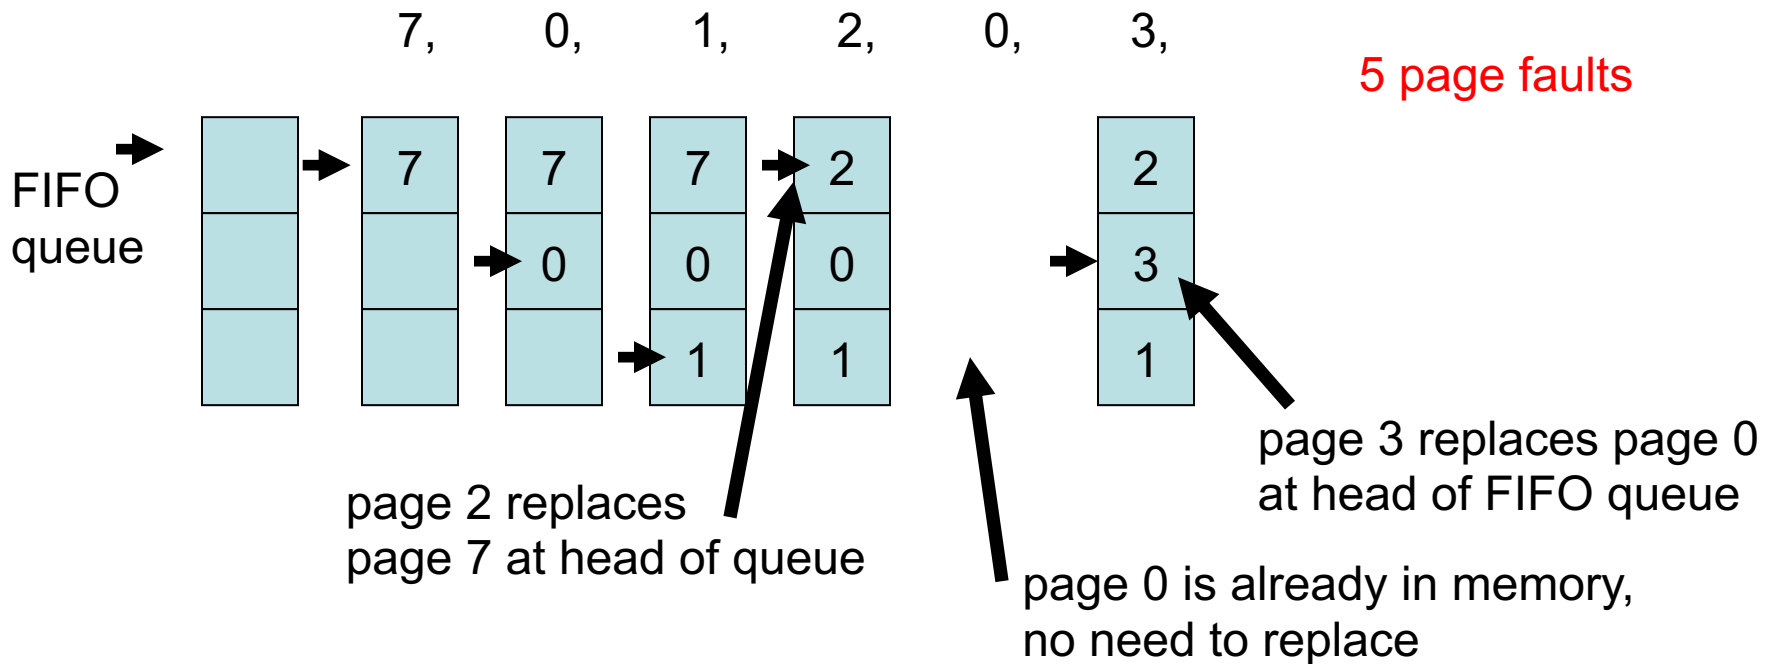 7, 0, 1, 2, 0, 3,
5 page faults
FIFO
queue
7 7 7 2 2
0 0 0 3
1 1 1
page 3 replaces page 0
at head of FIFO queue
page 2 replaces
page 7 at head of queue
page 0 is already in memory,
no need to replace